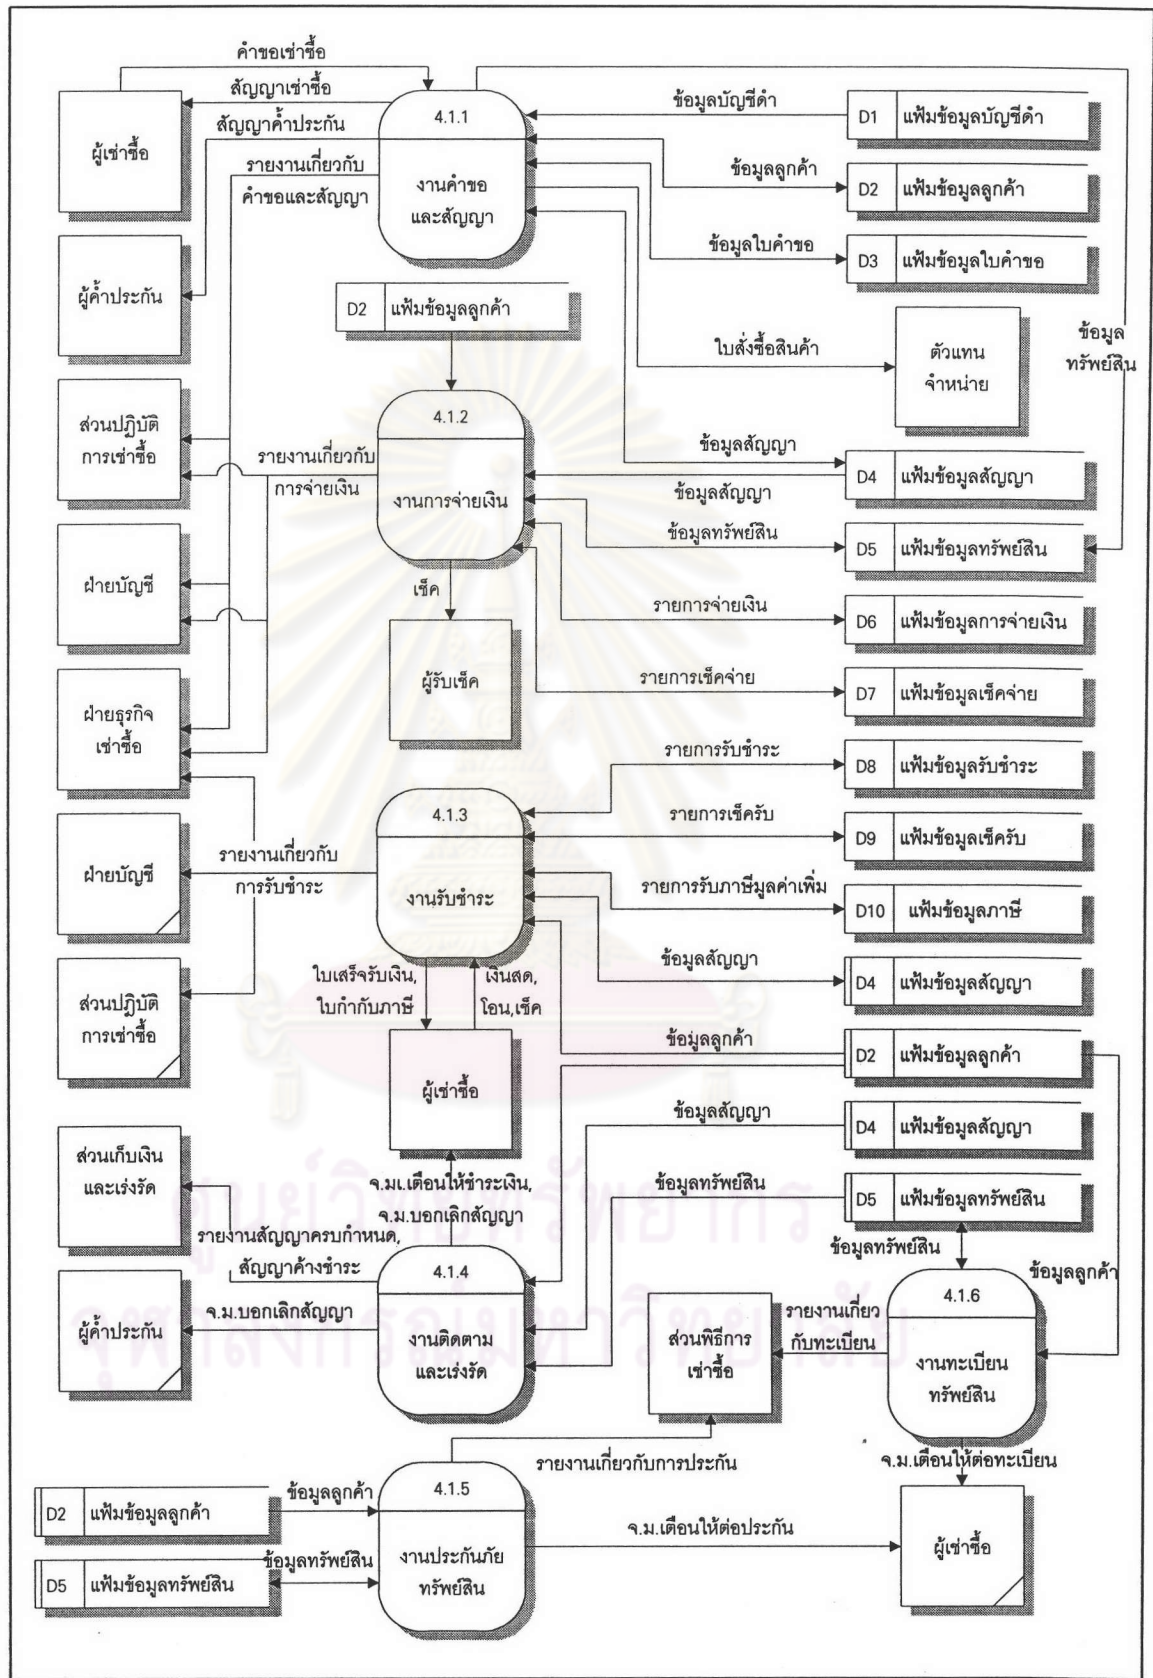 คำขอเช่าซื้อ
สัญญาเช่าซื้อ
ผู้เช่าซื้อ
สัญญาค้ำประกัน
รายงานเกี่ยวกับ
คำขอและสัญญา
4.1.1
งานคำขอ
และสัญญา
ข้อมูลบัญชีดำ
D1 แฟ้มข้อมูลบัญชีดำ
ข้อมูลลูกค้า
D2 แฟ้มข้อมูลลูกค้า
ข้อมูลใบคำขอ
D3 แฟ้มข้อมูลใบคำขอ
ผู้ค้ำประกัน
D2 แฟ้มข้อมูลลูกค้า
ใบสั่งซื้อสินค้า
ตัวแทน
จำหน่าย
ข้อมูล
ทรัพย์สิน
ส่วนปฏิบัติ
การเช่าซื้อ
รายงานเกี่ยวกับ
การจ่ายเงิน
4.1.2
งานการจ่ายเงิน
ข้อมูลสัญญา
D4 แฟ้มข้อมูลสัญญา
ข้อมูลสัญญา
ข้อมูลทรัพย์สิน
D5 แฟ้มข้อมูลทรัพย์สิน
ฝ่ายบัญชี
เช็ค
ผู้รับเช็ค
รายการจ่ายเงิน
D6 แฟ้มข้อมูลการจ่ายเงิน
รายการเช็คจ่าย
D7 แฟ้มข้อมูลเช็คจ่าย
ฝ่ายธุรกิจ
เช่าซื้อ
รายการรับชำระ
D8 แฟ้มข้อมูลรับชำระ
4.1.3
งานรับชำระ
รายการเช็ครับ
D9 แฟ้มข้อมูลเช็ครับ
ฝ่ายบัญชี
รายงานเกี่ยวกับ
การรับชำระ
รายการรับภาษีมูลค่าเพิ่ม
D10 แฟ้มข้อมูลภาษี
ข้อมูลสัญญา
D4 แฟ้มข้อมูลสัญญา
ส่วนปฏิบัติ
การเช่าซื้อ
ใบเสร็จรับเงิน,
ใบกำกับภาษี
เงินสด,
โอน,เช็ค
ข้อมูลลูกค้า
D2 แฟ้มข้อมูลลูกค้า
ผู้เช่าซื้อ
ข้อมูลสัญญา
D4 แฟ้มข้อมูลสัญญา
ส่วนเก็บเงิน
และเร่งรัด
จ.ม.เตือนให้ชำระเงิน,
จ.ม.บอกเลิกสัญญา
ข้อมูลทรัพย์สิน
D5 แฟ้มข้อมูลทรัพย์สิน
ศูนย์วิทยทรัพยากร
รายงานสัญญาครบกำหนด,
สัญญาค้างชำระ
4.1.4
งานติดตาม
และเร่งรัด
ข้อมูลทรัพย์สิน
ข้อมูลลูกค้า
ผู้ค้ำประกัน
จ.ม.บอกเลิกสัญญา
จุฬาลงกรณ์มหาวิทยาลัย
ส่วนพิธีการ
เช่าซื้อ
รายงานเกี่ยว
กับทะเบียน
4.1.6
งานทะเบียน
ทรัพย์สิน
รายงานเกี่ยวกับการประกัน
จ.ม.เตือนให้ต่อทะเบียน
D2 แฟ้มข้อมูลลูกค้า
ข้อมูลลูกค้า
4.1.5
งานประกันภัย
ทรัพย์สิน
จ.ม.เตือนให้ต่อประกัน
ผู้เช่าซื้อ
D5 แฟ้มข้อมูลทรัพย์สิน
ข้อมูลทรัพย์สิน